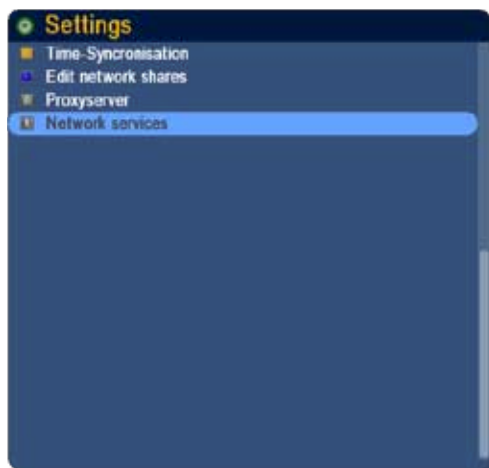 Settings
Time-Syncronisation
Edit network shares
Proxyserver
Network services